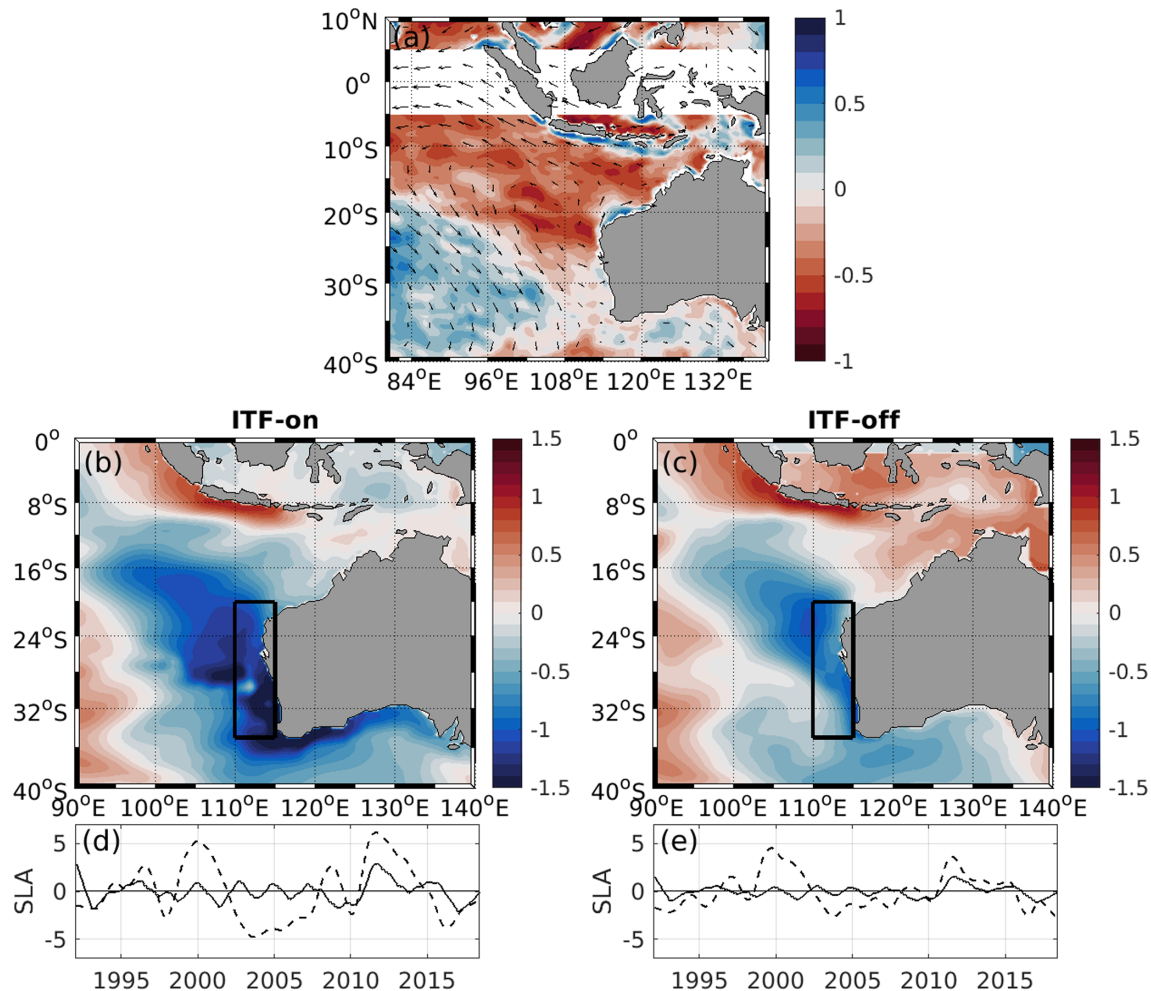 (a)
10°N
0°
10°S
20°S
30°S
40°S
84°E 96°E 108°E 120°E 132°E
1
0.5
0
-0.5
-1
ITF-on
(b)
0°
8°S
16°S
24°S
32°S
40°S
90°E 100°E 110°E 120°E 130°E 140°E
1.5
1
0.5
0
-0.5
-1
-1.5
ITF-off
(c)
0°
8°S
16°S
24°S
32°S
40°S
90°E 100°E 110°E 120°E 130°E 140°E
1.5
1
0.5
0
-0.5
-1
-1.5
(d)
SLA
5
0
-5
1995 2000 2005 2010 2015
(e)
SLA
5
0
-5
1995 2000 2005 2010 2015